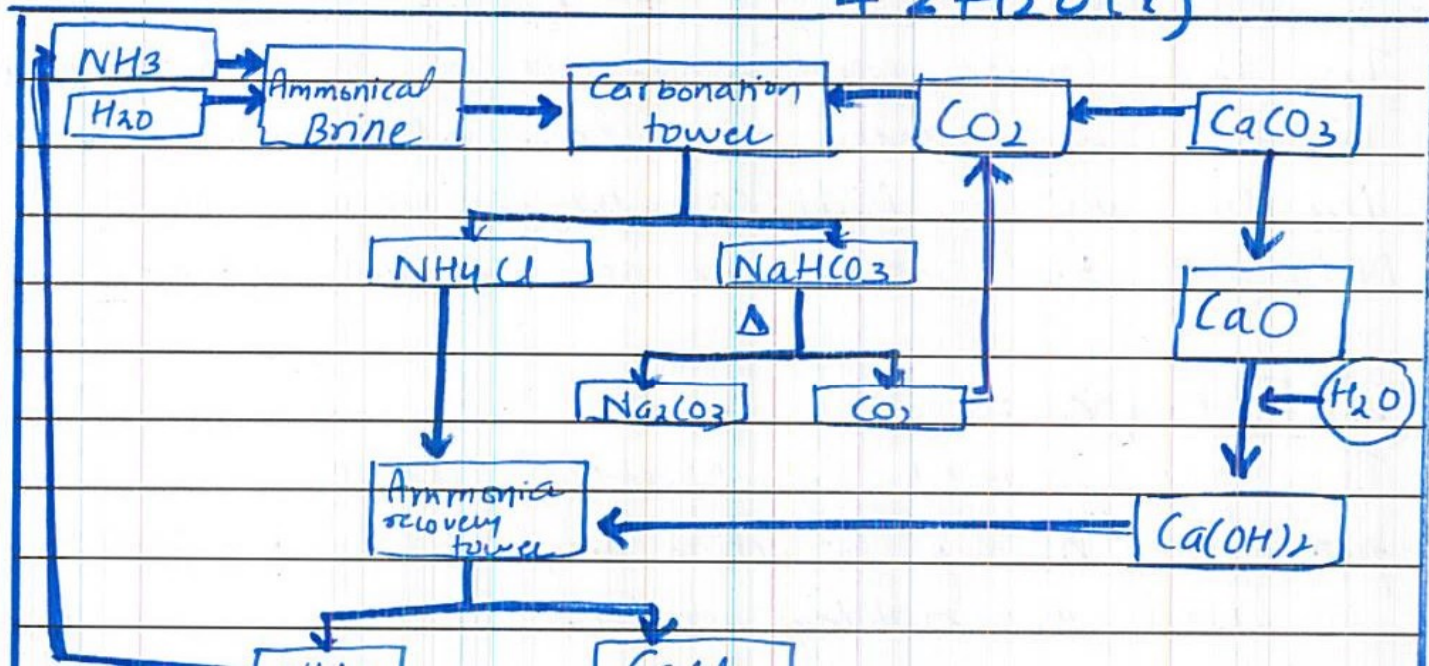 + 2H2O(l)
NH3
H2O
Ammonical
Brine
Carbonation
tower
CO2
CaCO3
NH4Cl
NaHCO3
Δ
Na2CO3
CO2
CaO
H2O
Ammonia
recovery
tower
Ca(OH)2